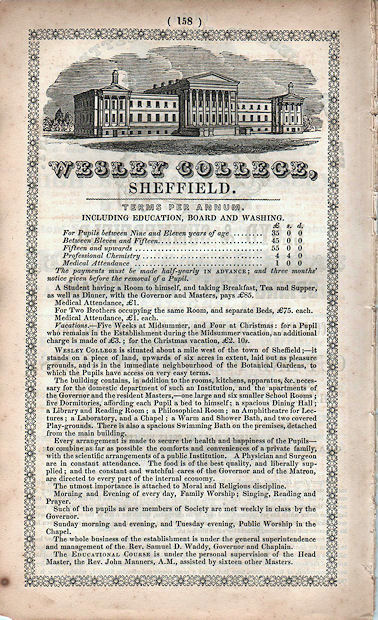 ( 158 )
WESLEY COLLEGE,
SHEFFIELD.
TERMS PER ANNUM.
INCLUDING EDUCATION, BOARD AND WASHING.
£ s. d.
For Pupils between Nine and Eleven years of age ........ 35 0 0
Between Eleven and Fifteen........ 45 0 0
Fifteen and upwards ........ 55 0 0
Professional Chemistry ........ 4 4 0
Medical Attendance ........ 1 0 0
The payments must be made half-yearly IN ADVANCE; and three months'
notice given before the removal of a Pupil.
A Student having a Room to himself, and taking Breakfast, Tea and Supper,
as well as Dinner, with the Governor and Masters, pays £85.
Medical Attendance, £1.
For Two Brothers occupying the same Room, and separate Beds, £75. each.
Medical Attendance, £1. each.
Vacations.—Five Weeks at Midsummer, and Four at Christmas: for a Pupil
who remains in the Establishment during the Midsummer vacation, an additional
charge is made of £3.; for the Christmas vacation, £2. 10s.
WESLEY COLLEGE is situated about a mile west of the town of Sheffield;—it
stands on a piece of land, upwards of six acres in extent, laid out as pleasure
grounds, and is in the immediate neighbourhood of the Botanical Gardens, to
which the Pupils have access on very easy terms.
The building contains, in addition to the rooms, kitchens, apparatus, &c. neces-
sary for the domestic department of such an Institution, and the apartments of
the Governor and the resident Masters,—one large and six smaller School Rooms;
Five Dormitories, affording each Pupil a bed to himself; a spacious Dining Hall;
a Library and Reading Room; a Philosophical Room; an Amphitheatre for Lec-
tures; a Laboratory, and a Chapel; a Warm and Shower Bath, and two covered
Play-grounds. There is also a spacious Swimming Bath on the premises, detached
from the main building.
Every arrangement is made to secure the health and happiness of the Pupils—
to combine as far as possible the comforts and conveniences of a private family,
with the scientific arrangements of a public Institution. A Physician and Surgeon
are in constant attendance. The food is of the best quality, and liberally sup-
plied; and the constant and watchful cares of the Governor and of the Matron,
are directed to every part of the internal economy.
The utmost importance is attached to Moral and Religious discipline.
Morning and Evening of every day, Family Worship; Singing, Reading and
Prayer.
Such of the pupils as are members of Society are met weekly in class by the
Governor.
Sunday morning and evening, and Tuesday evening, Public Worship in the
Chapel.
The whole business of the establishment is under the general superintendence
and management of the Rev. Samuel D. Waddy, Governor and Chaplain.
The EDUCATIONAL COURSE is under the personal supervision of the Head
Master, the Rev. John Manners, A.M., assisted by sixteen other Masters.